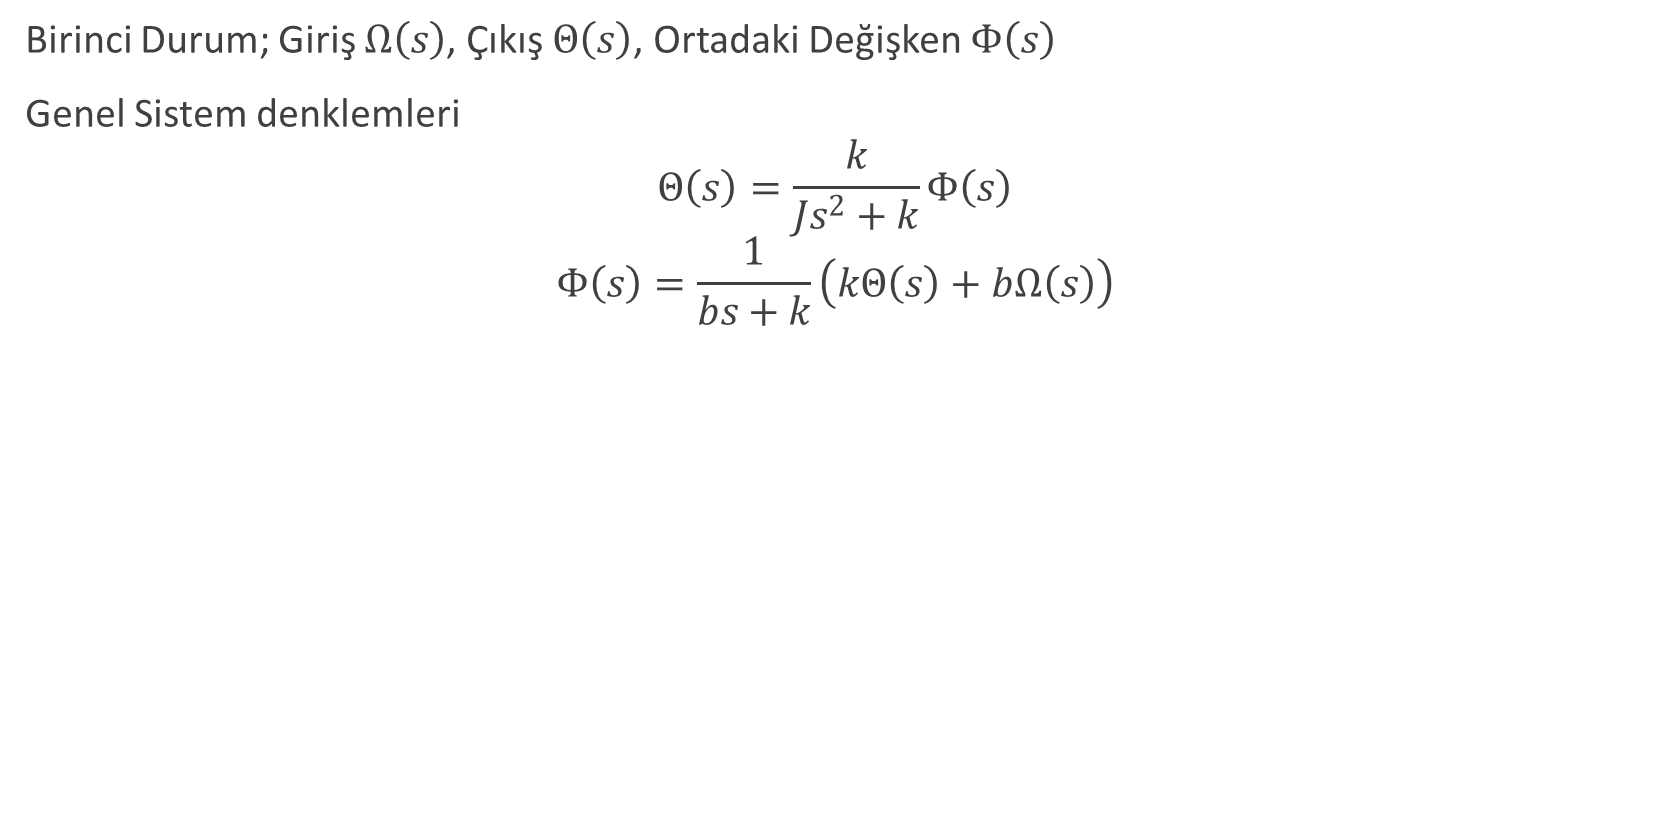 Birinci Durum; Giriş Ω(s), Çıkış Θ(s), Ortadaki Değişken Φ(s)
Genel Sistem denklemleri
Θ(s) = k / (Js² + k) Φ(s)
Φ(s) = 1 / (bs + k) (kΘ(s) + bΩ(s))